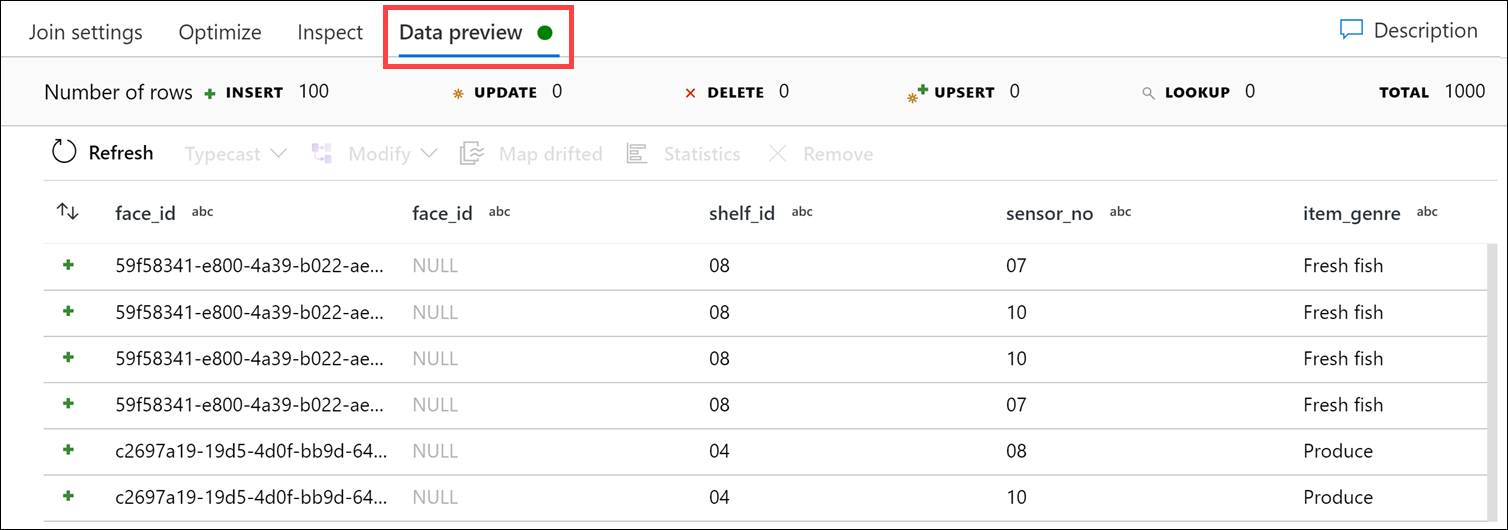 Join settings Optimize Inspect Data preview Description
Number of rows INSERT 100 UPDATE 0 DELETE 0 UPSERT 0 LOOKUP 0 TOTAL 1000
Refresh Typecast Modify Map drifted Statistics Remove
face_id abc face_id abc shelf_id abc sensor_no abc item_genre abc
59f58341-e800-4a39-b022-ae... NULL 08 07 Fresh fish
59f58341-e800-4a39-b022-ae... NULL 08 10 Fresh fish
59f58341-e800-4a39-b022-ae... NULL 08 10 Fresh fish
59f58341-e800-4a39-b022-ae... NULL 08 07 Fresh fish
c2697a19-19d5-4d0f-bb9d-64... NULL 04 08 Produce
c2697a19-19d5-4d0f-bb9d-64... NULL 04 10 Produce